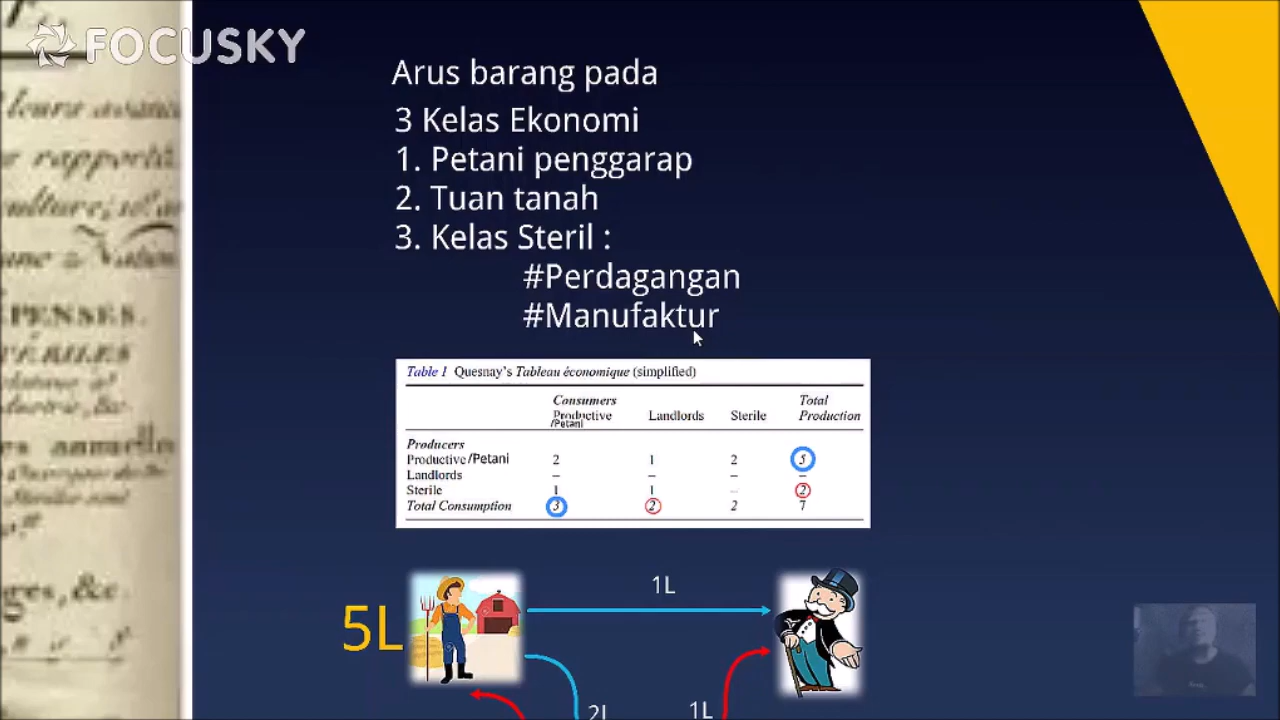 FOCUSKY
Arus barang pada
3 Kelas Ekonomi
1. Petani penggarap
2. Tuan tanah
3. Kelas Steril :
#Perdagangan
#Manufaktur
Table 1 Quesnay's Tableau économique (simplified)
Consumers Total
Productive Landlords Sterile Production
/Petani
Producers
Productive/Petani 2 1 2 5
Landlords – – – –
Sterile 1 1 – 2
Total Consumption 3 2 2 7
1L
5L
2L 1L
leurs
rapport